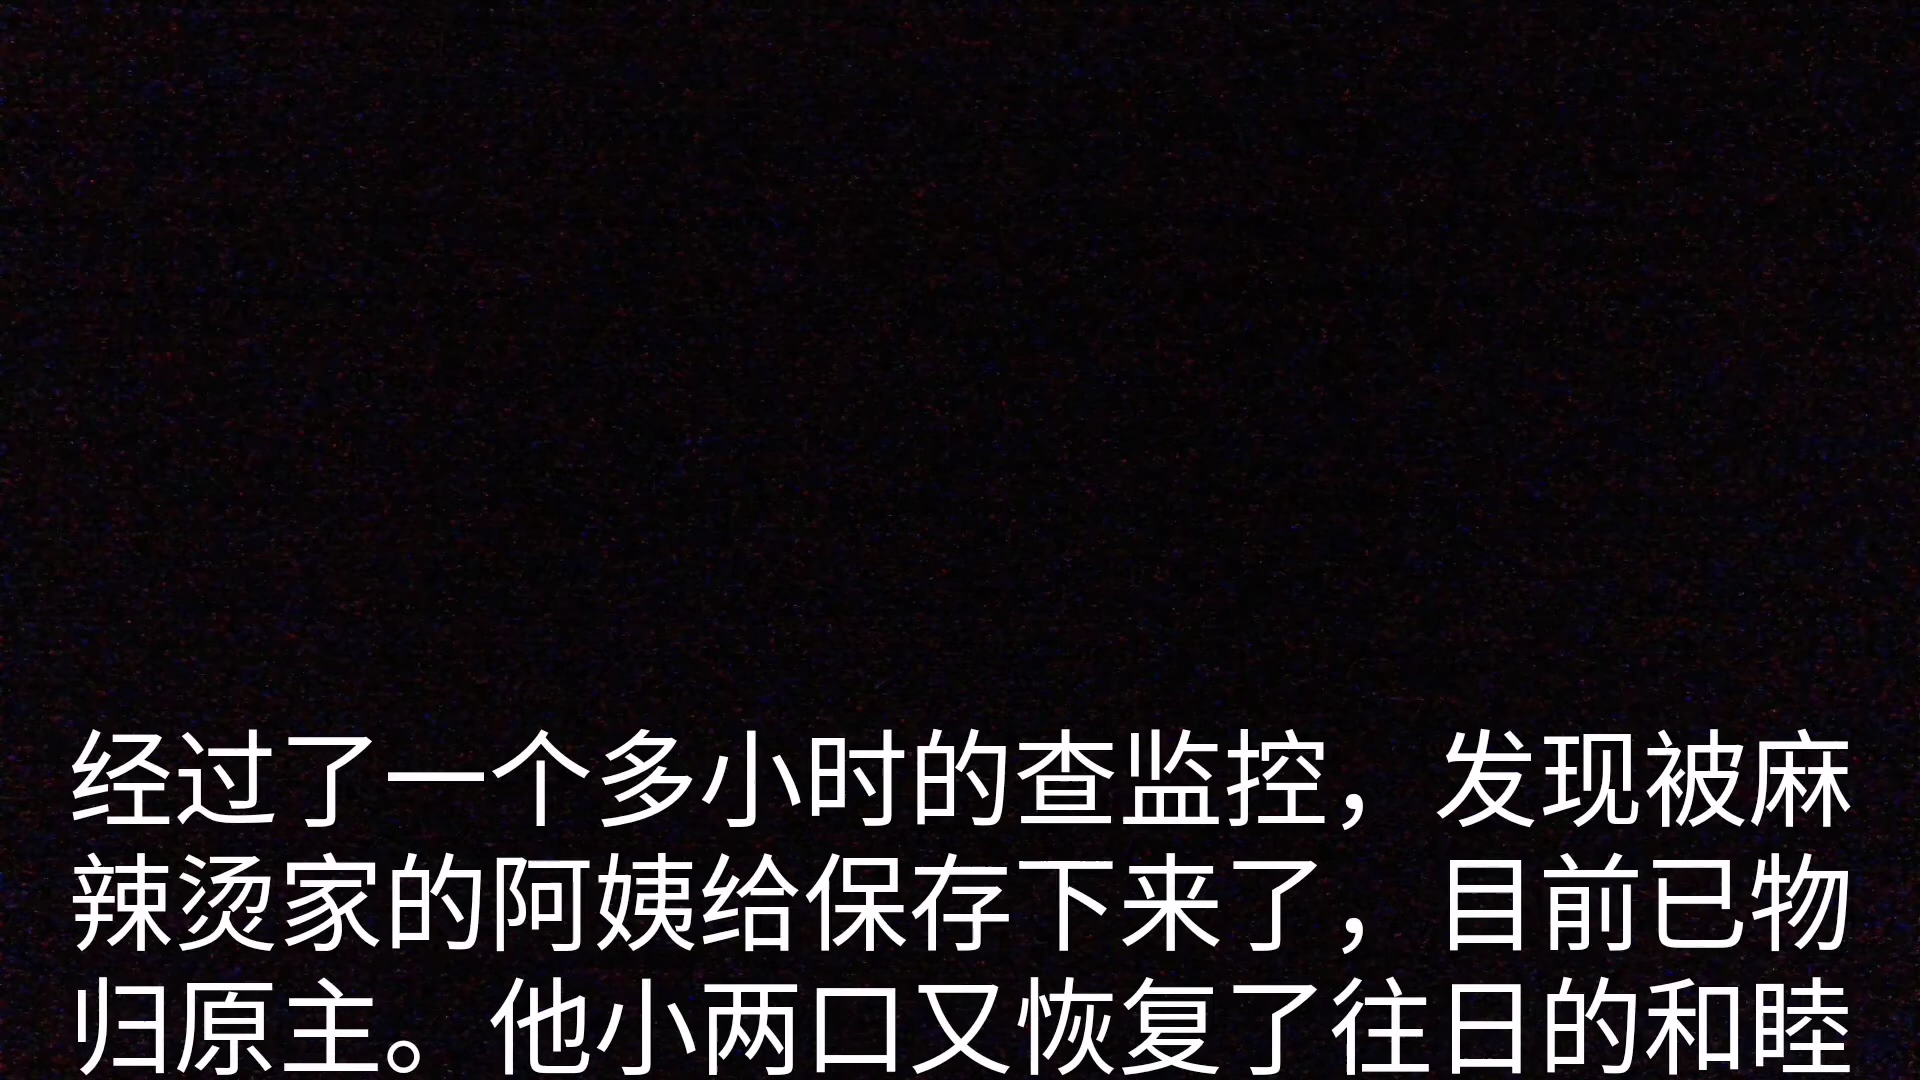 经过了一个多小时的查监控，发现被麻
辣烫家的阿姨给保存下来了，目前已物
归原主。他小两口又恢复了往日的和睦